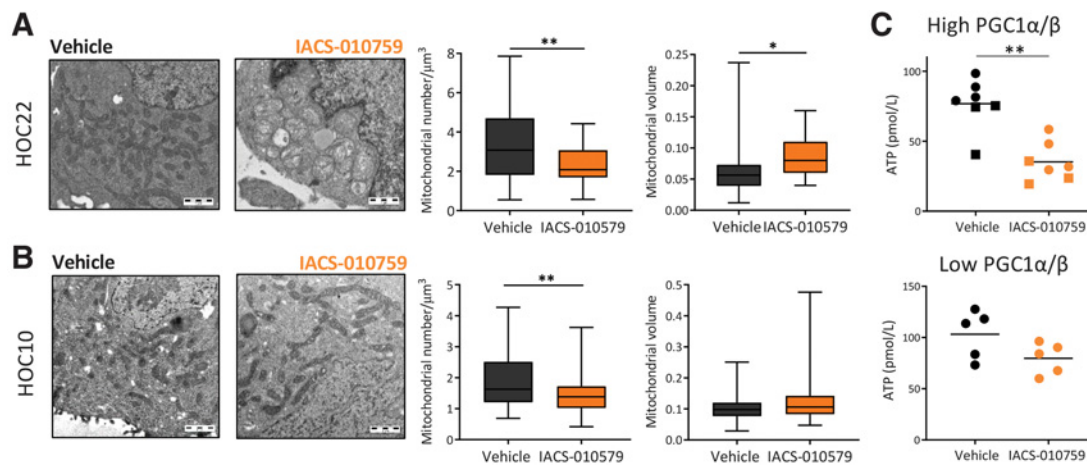 A
Vehicle
IACS-010759
HOC22
Mitochondrial number/μm³
8
6
4
2
0
**
Vehicle
IACS-010579
Mitochondrial volume
0.25
0.20
0.15
0.10
0.05
0.00
*
Vehicle
IACS-010579
B
Vehicle
IACS-010759
HOC10
Mitochondrial number/μm³
5
4
3
2
1
0
**
Vehicle
IACS-010579
Mitochondrial volume
0.5
0.4
0.3
0.2
0.1
0.0
Vehicle
IACS-010579
C
High PGC1α/β
**
ATP (pmol/L)
100
50
0
Vehicle
IACS-010759
Low PGC1α/β
ATP (pmol/L)
150
100
50
0
Vehicle
IACS-010759